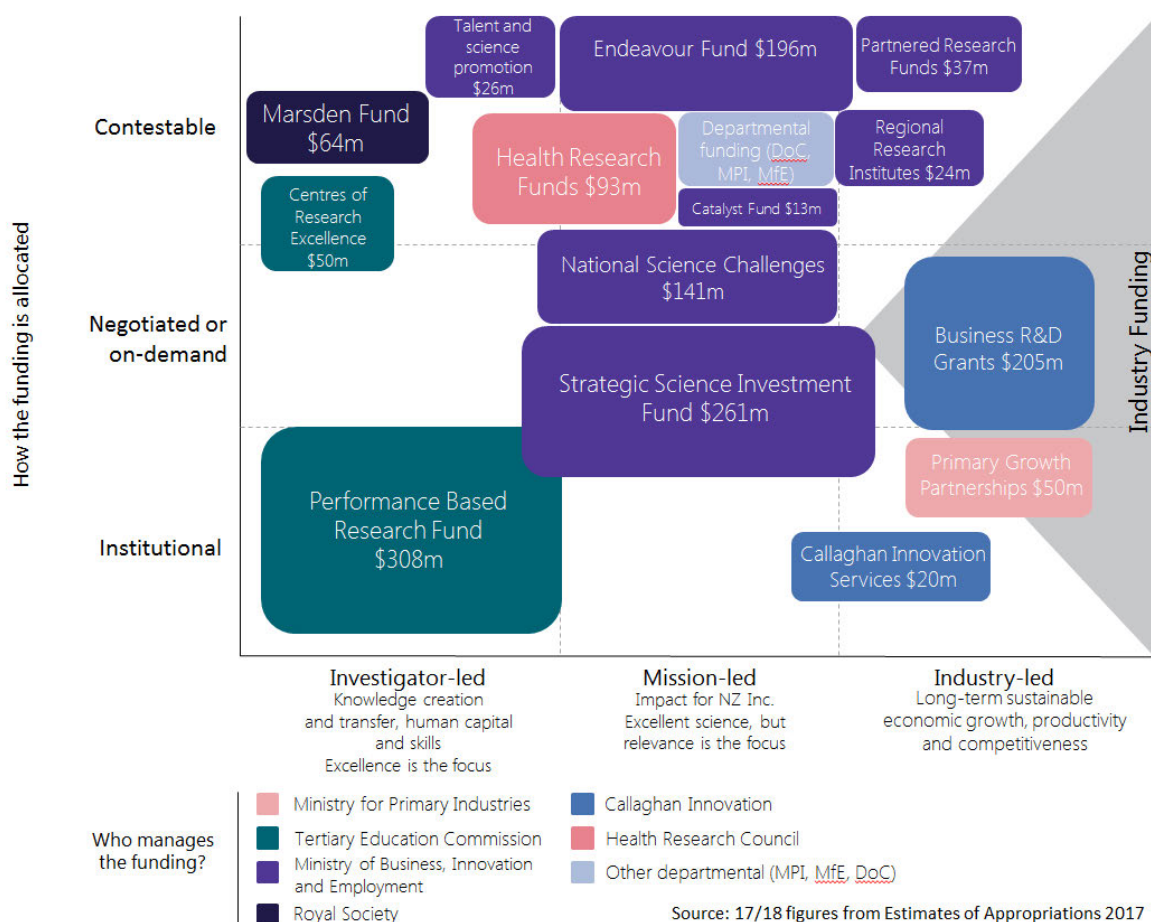 Talent and
science
promotion
$26m
Endeavour Fund $196m
Partnered Research
Funds $37m
Contestable
Marsden Fund
$64m
Health Research
Funds $93m
Departmental
funding (DoC,
MPI, MfE)
Regional
Research
Institutes $24m
Catalyst Fund $13m
Centres of
Research
Excellence
$50m
How the funding is allocated
Negotiated or
on-demand
National Science Challenges
$141m
Strategic Science Investment
Fund $261m
Business R&D
Grants $205m
Industry Funding
Institutional
Performance Based
Research Fund
$308m
Primary Growth
Partnerships $50m
Callaghan Innovation
Services $20m
Investigator-led
Knowledge creation
and transfer, human capital
and skills
Excellence is the focus
Mission-led
Impact for NZ Inc.
Excellent science, but
relevance is the focus
Industry-led
Long-term sustainable
economic growth, productivity
and competitiveness
Who manages
the funding?
Ministry for Primary Industries
Tertiary Education Commission
Ministry of Business, Innovation
and Employment
Royal Society
Callaghan Innovation
Health Research Council
Other departmental (MPI, MfE, DoC)
Source: 17/18 figures from Estimates of Appropriations 2017